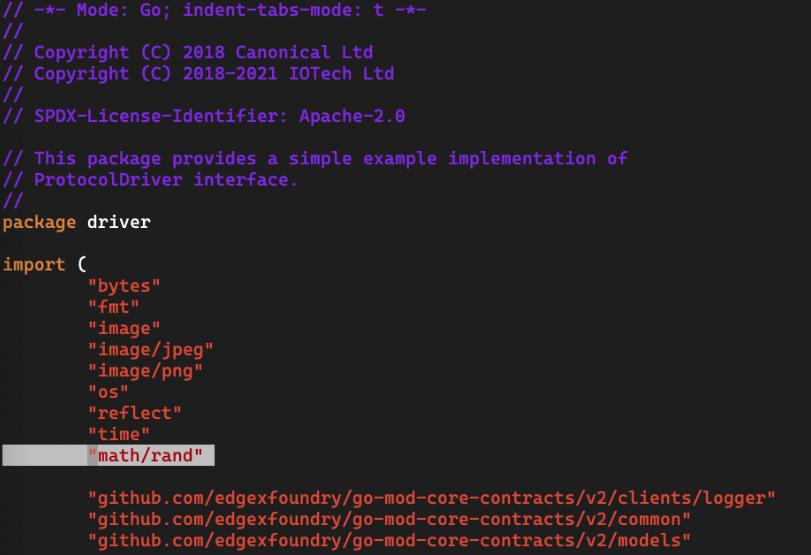 // -*- Mode: Go; indent-tabs-mode: t -*-
//
// Copyright (C) 2018 Canonical Ltd
// Copyright (C) 2018-2021 IOTech Ltd
//
// SPDX-License-Identifier: Apache-2.0
// This package provides a simple example implementation of
// ProtocolDriver interface.
//
package driver
import (
"bytes"
"fmt"
"image"
"image/jpeg"
"image/png"
"os"
"reflect"
"time"
"math/rand"
"github.com/edgexfoundry/go-mod-core-contracts/v2/clients/logger"
"github.com/edgexfoundry/go-mod-core-contracts/v2/common"
"github.com/edgexfoundry/go-mod-core-contracts/v2/models"